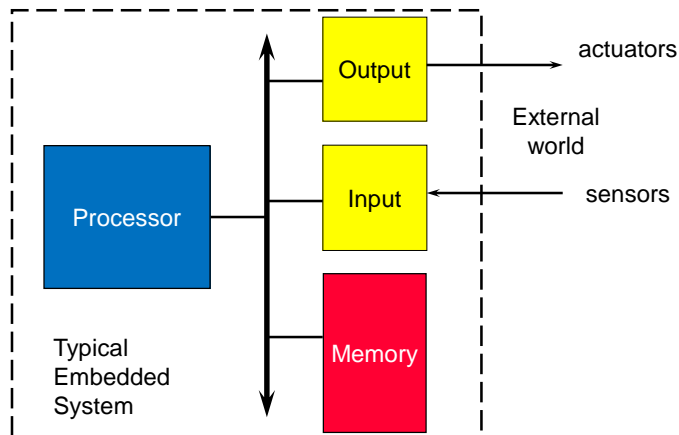 Output
actuators
External
world
Processor
Input
sensors
Memory
Typical
Embedded
System